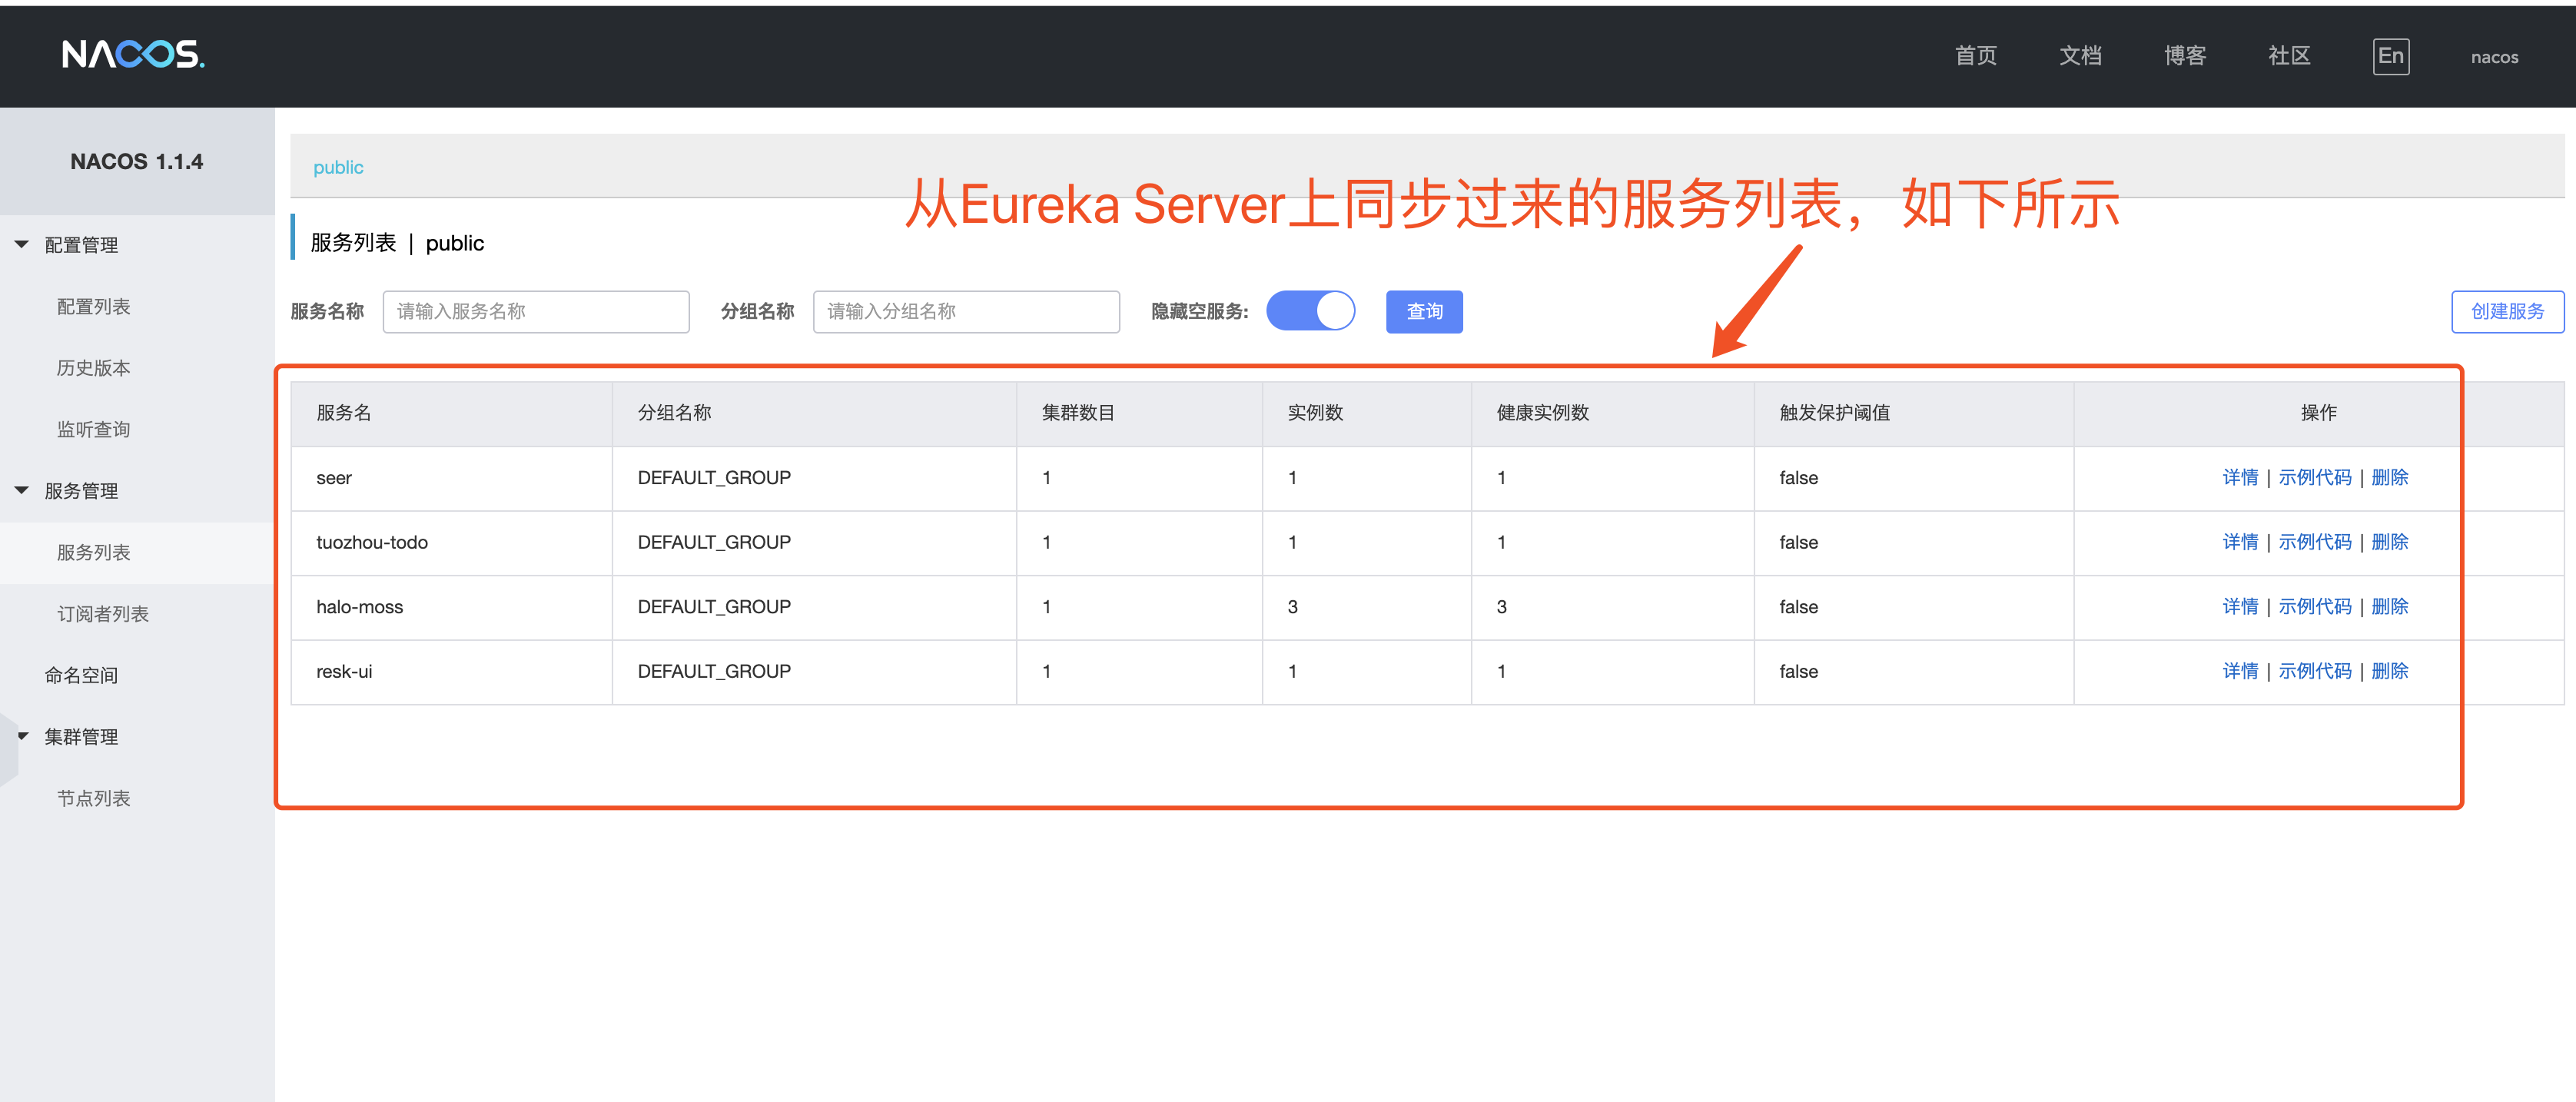 NACOS.
首页 文档 博客 社区 En nacos
NACOS 1.1.4
配置管理
配置列表
历史版本
监听查询
服务管理
服务列表
订阅者列表
命名空间
集群管理
节点列表
public
从Eureka Server上同步过来的服务列表，如下所示
服务列表 | public
服务名称 请输入服务名称 分组名称 请输入分组名称 隐藏空服务: 查询 创建服务
服务名 分组名称 集群数目 实例数 健康实例数 触发保护阈值 操作
seer DEFAULT_GROUP 1 1 1 false 详情 | 示例代码 | 删除
tuozhou-todo DEFAULT_GROUP 1 1 1 false 详情 | 示例代码 | 删除
halo-moss DEFAULT_GROUP 1 3 3 false 详情 | 示例代码 | 删除
resk-ui DEFAULT_GROUP 1 1 1 false 详情 | 示例代码 | 删除